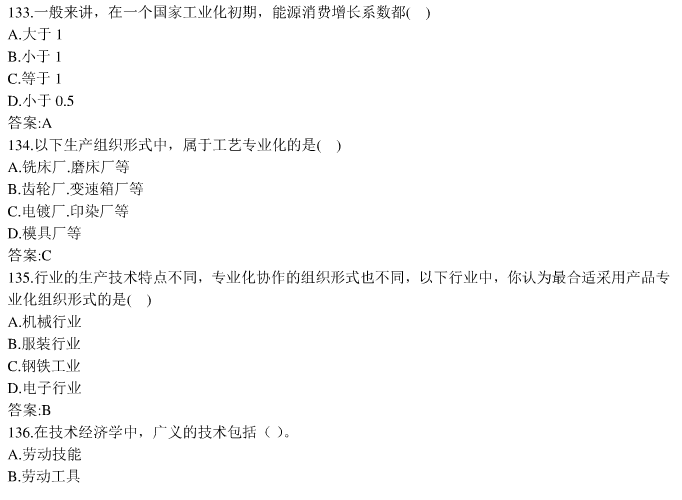 133.一般来讲，在一个国家工业化初期，能源消费增长系数都(　)
A.大于 1
B.小于 1
C.等于 1
D.小于 0.5
答案:A
134.以下生产组织形式中，属于工艺专业化的是(　)
A.铣床厂.磨床厂等
B.齿轮厂.变速箱厂等
C.电镀厂.印染厂等
D.模具厂等
答案:C
135.行业的生产技术特点不同，专业化协作的组织形式也不同，以下行业中，你认为最合适采用产品专
业化组织形式的是(　)
A.机械行业
B.服装行业
C.钢铁工业
D.电子行业
答案:B
136.在技术经济学中，广义的技术包括（ )。
A.劳动技能
B.劳动工具